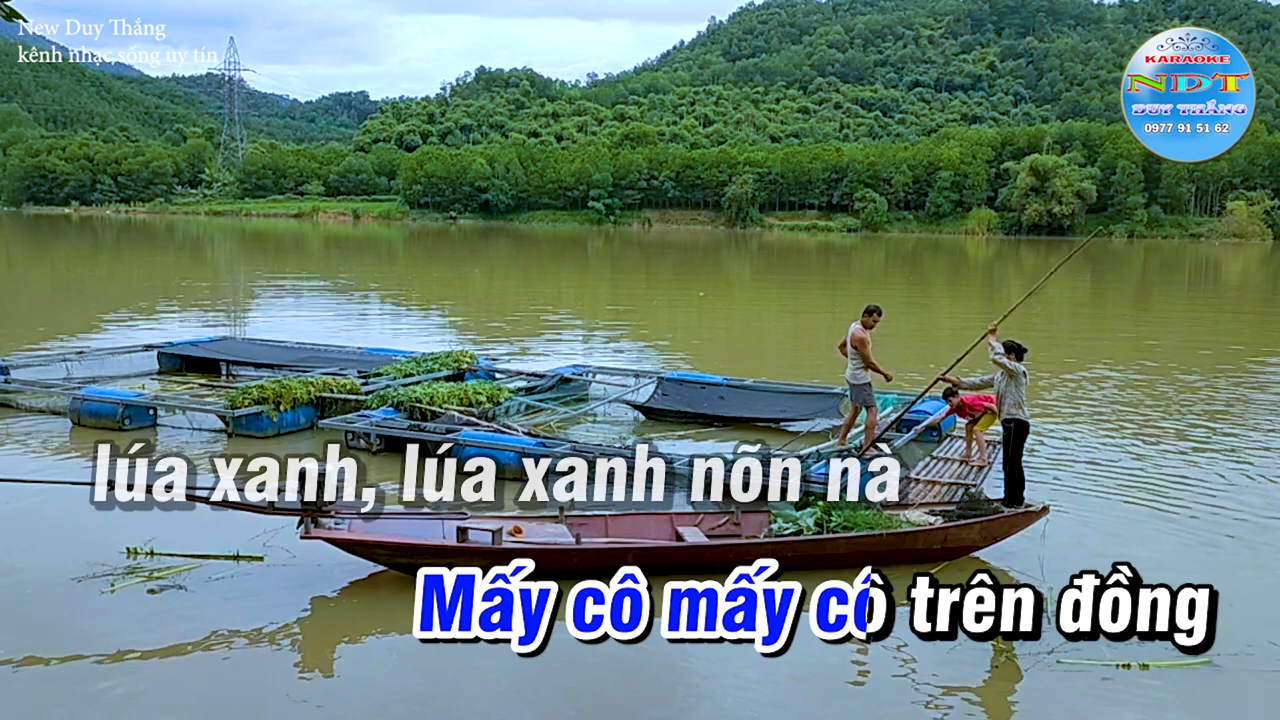 New Duy Thắng
kênh nhạc sống uy tín
KARAOKE
NDT
DUY THẮNG
0977 91 51 62
lúa xanh, lúa xanh nõn nà
Mấy cô mấy cô trên đồng